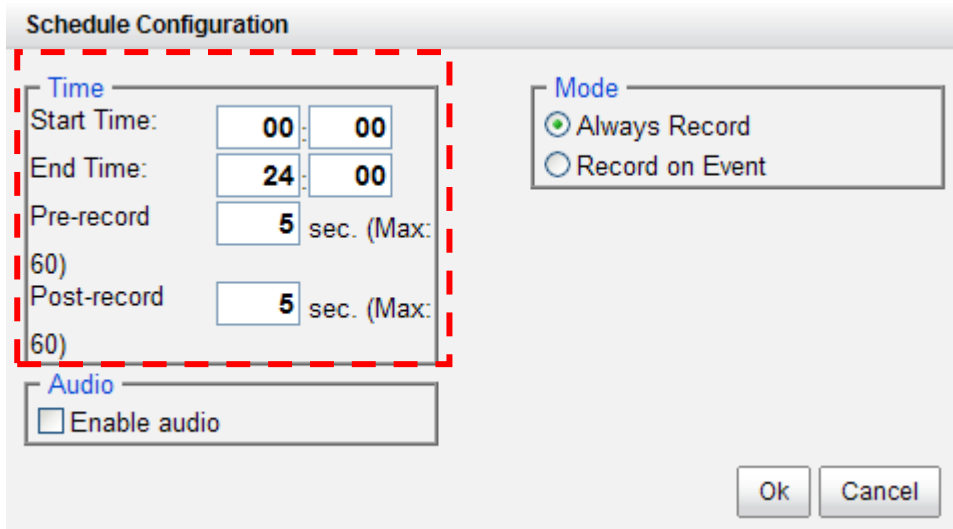 Schedule Configuration
Time
Start Time: 00 : 00
End Time: 24 : 00
Pre-record 5 sec. (Max:
60)
Post-record 5 sec. (Max:
60)
Audio
Enable audio
Mode
Always Record
Record on Event
Ok Cancel